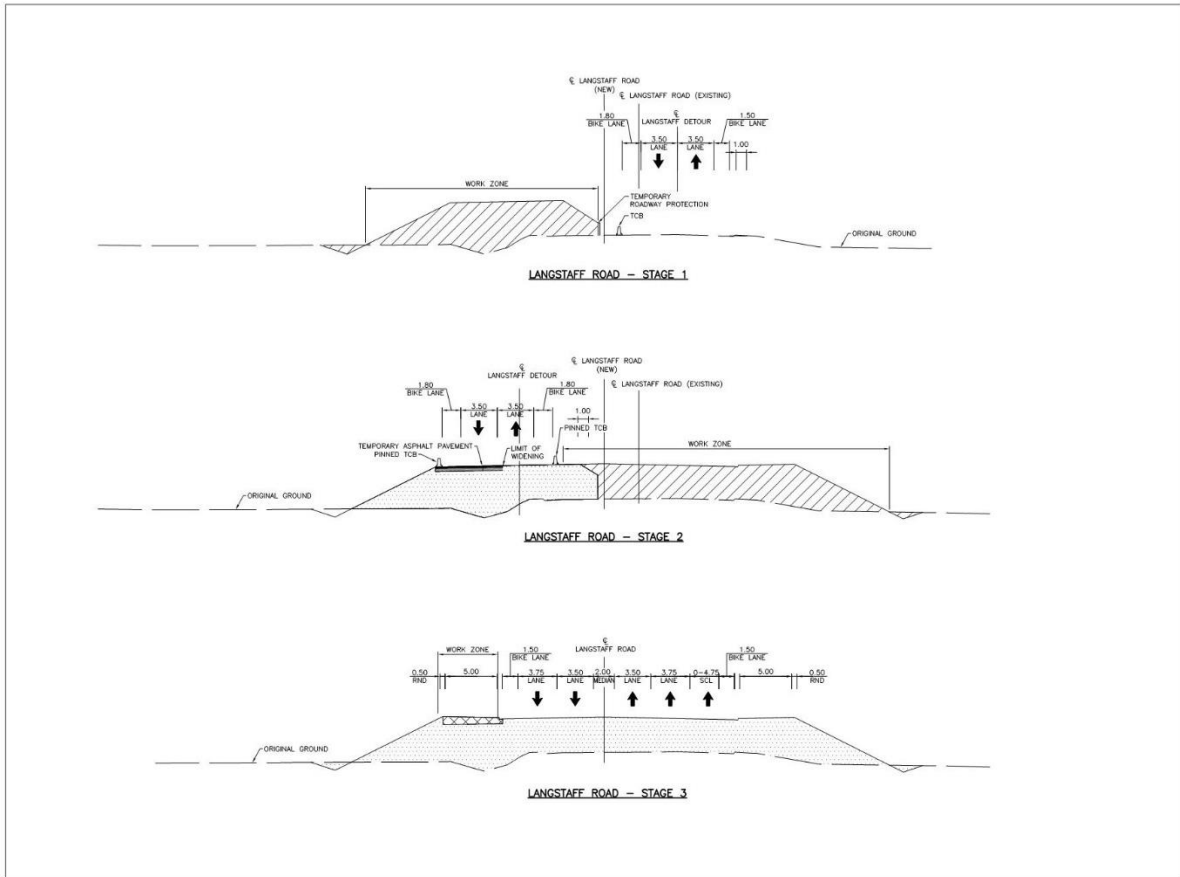 ℄ LANGSTAFF ROAD
(NEW)
℄ LANGSTAFF ROAD (EXISTING)
℄
LANGSTAFF DETOUR
1.80
BIKE LANE
3.50
LANE
3.50
LANE
1.50
BIKE LANE
1.00
WORK ZONE
TEMPORARY
ROADWAY PROTECTION
TCB
ORIGINAL GROUND
LANGSTAFF ROAD – STAGE 1
℄ LANGSTAFF ROAD
(NEW)
℄
LANGSTAFF DETOUR
℄ LANGSTAFF ROAD (EXISTING)
1.80
BIKE LANE
3.50
LANE
3.50
LANE
1.80
BIKE LANE
1.00
PINNED TCB
TEMPORARY ASPHALT PAVEMENT
PINNED TCB
LIMIT OF
WIDENING
WORK ZONE
ORIGINAL GROUND
LANGSTAFF ROAD – STAGE 2
℄
LANGSTAFF ROAD
WORK ZONE
1.50
BIKE LANE
1.50
BIKE LANE
0.50
RND
5.00
3.75
LANE
3.50
LANE
2.00
MEDIAN
3.50
LANE
3.75
LANE
0-4.75
SCL
5.00
0.50
RND
ORIGINAL GROUND
LANGSTAFF ROAD – STAGE 3